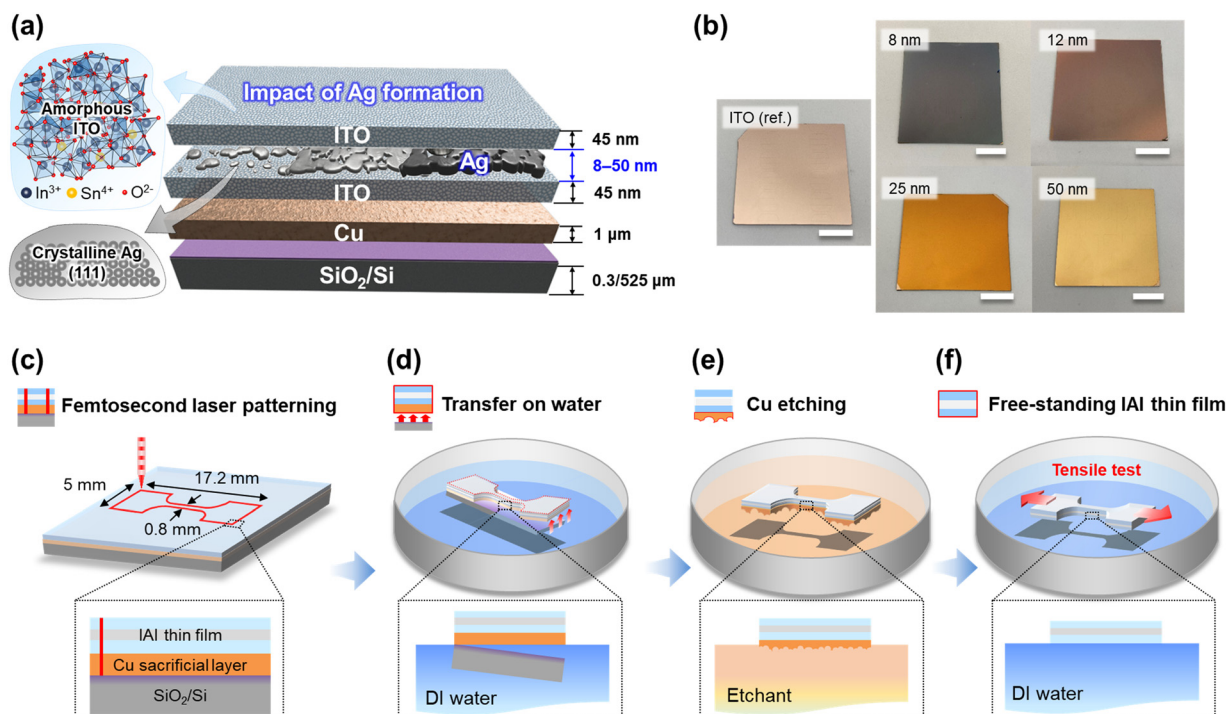 (a)
Impact of Ag formation
Amorphous
ITO
In³⁺ Sn⁴⁺ O²⁻
Crystalline Ag
(111)
ITO
Ag
ITO
Cu
SiO₂/Si
45 nm
8–50 nm
45 nm
1 µm
0.3/525 µm
(b)
ITO (ref.)
8 nm
12 nm
25 nm
50 nm
(c)
Femtosecond laser patterning
5 mm
17.2 mm
0.8 mm
IAI thin film
Cu sacrificial layer
SiO₂/Si
(d)
Transfer on water
DI water
(e)
Cu etching
Etchant
(f)
Free-standing IAI thin film
Tensile test
DI water